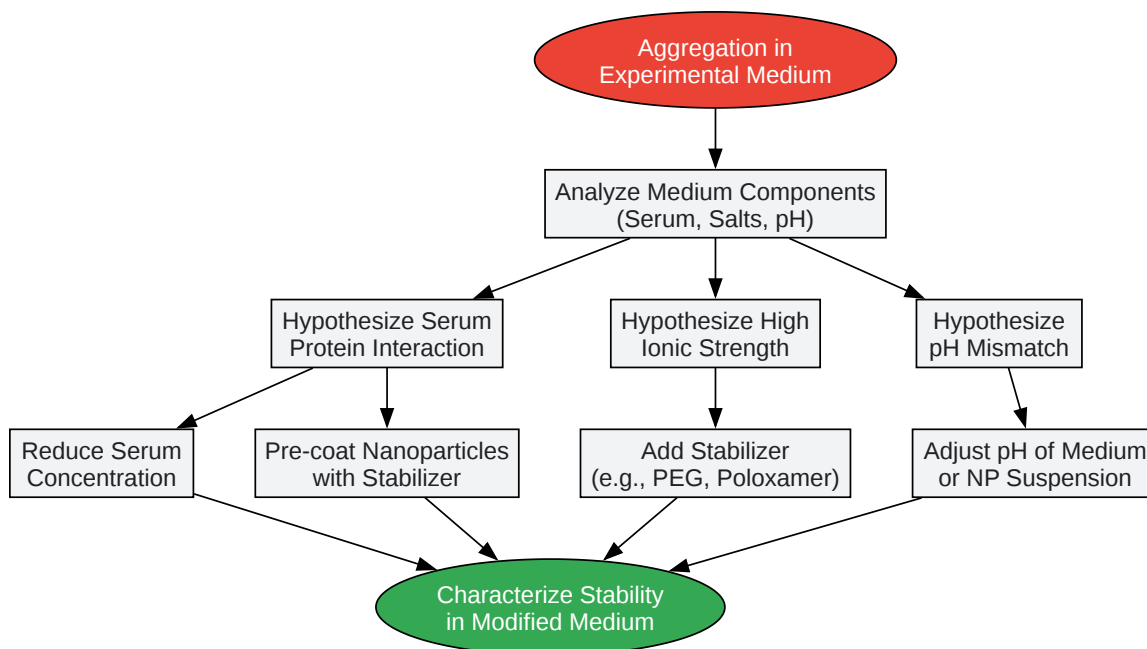 Aggregation in
Experimental Medium
Analyze Medium Components
(Serum, Salts, pH)
Hypothesize Serum
Protein Interaction
Hypothesize High
Ionic Strength
Hypothesize
pH Mismatch
Reduce Serum
Concentration
Pre-coat Nanoparticles
with Stabilizer
Add Stabilizer
(e.g., PEG, Poloxamer)
Adjust pH of Medium
or NP Suspension
Characterize Stability
in Modified Medium